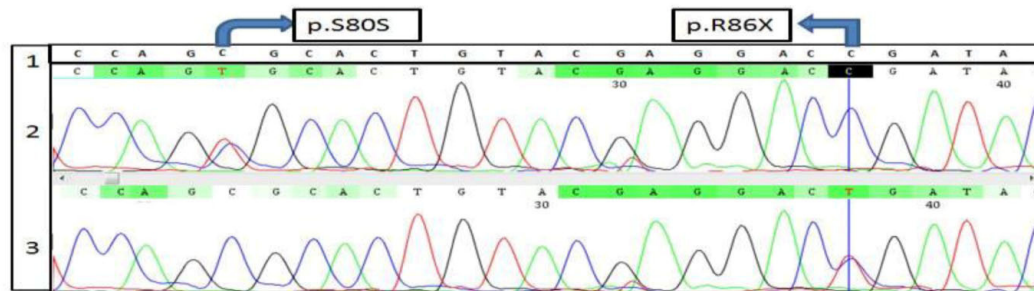 p.S80S p.R86X
1 C C A G C G C A C T G T A C G A G G A C C G A T A
C C A G T G C A C T G T A C G A G G A C C G A T A
30 40
2
C C A G C G C A C T G T A C G A G G A C T G A T A
30 40
3